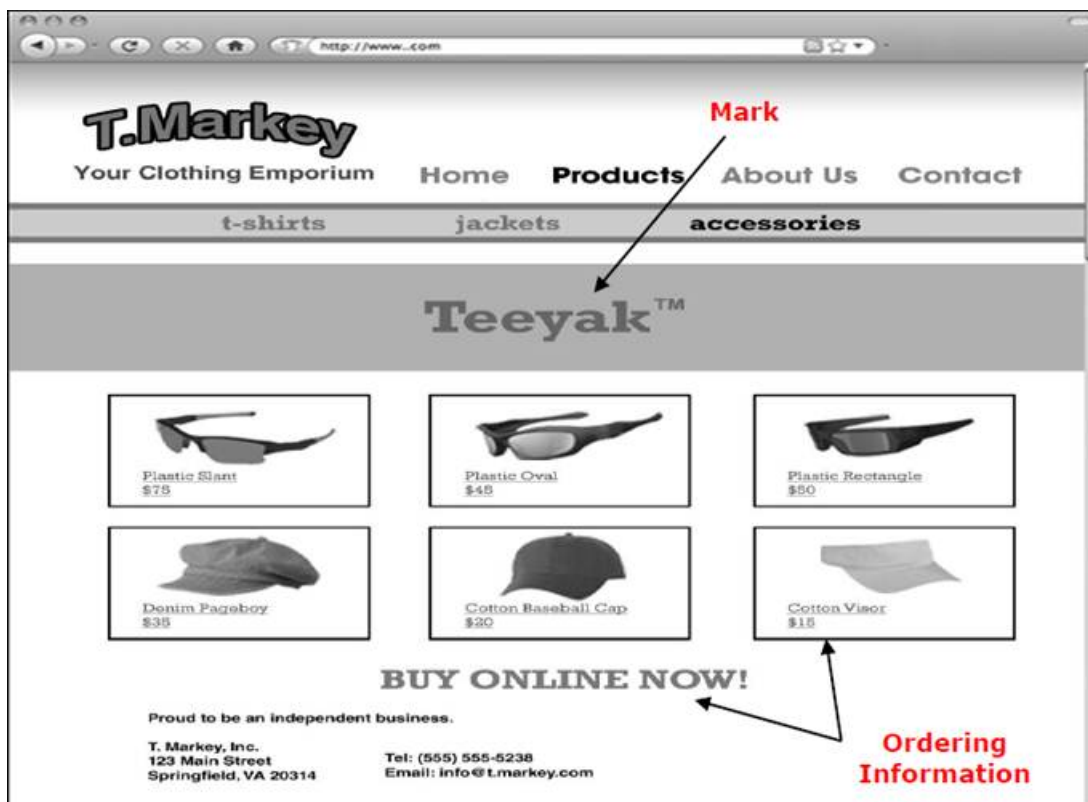 http://www..com
T.Markey
Mark
Your Clothing Emporium
Home Products About Us Contact
t-shirts jackets accessories
Teeyak™
Plastic Slant
$75
Plastic Oval
$45
Plastic Rectangle
$50
Denim Pageboy
$35
Cotton Baseball Cap
$20
Cotton Visor
$15
BUY ONLINE NOW!
Proud to be an independent business.
T. Markey, Inc.
123 Main Street
Springfield, VA 20314
Tel: (555) 555-5238
Email: info@t.markey.com
Ordering
Information